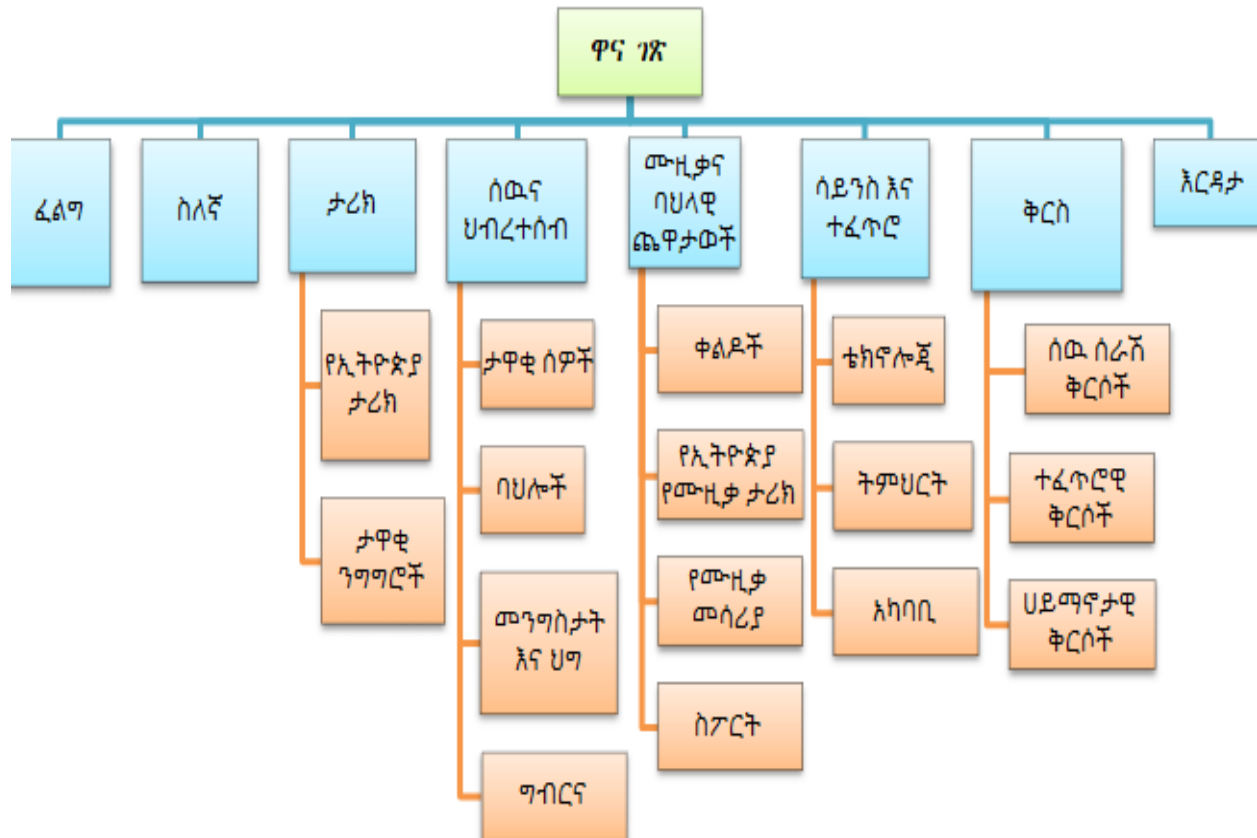 ዋና ገጽ
ፈልግ
ስለኛ
ታሪክ
ሰዉና
ህብረተሰብ
ሙዚቃና
ባህላዊ
ጨዋታወች
ሳይንስ እና
ተፈጥሮ
ቅርስ
እርዳታ
የኢትዮጵያ
ታሪክ
ታዋቂ
ንግግሮች
ታዋቂ ሰዎች
ባህሎች
መንግስታት
እና ህግ
ግብርና
ቀልዶች
የኢትዮጵያ
የሙዚቃ ታሪክ
የሙዚቃ
መሳሪያ
ስፖርት
ቴክኖሎጂ
ትምህርት
አካባቢ
ሰዉ ሰራሽ
ቅርሶች
ተፈጥሮዊ
ቅርሶች
ሀይማኖታዊ
ቅርሶች